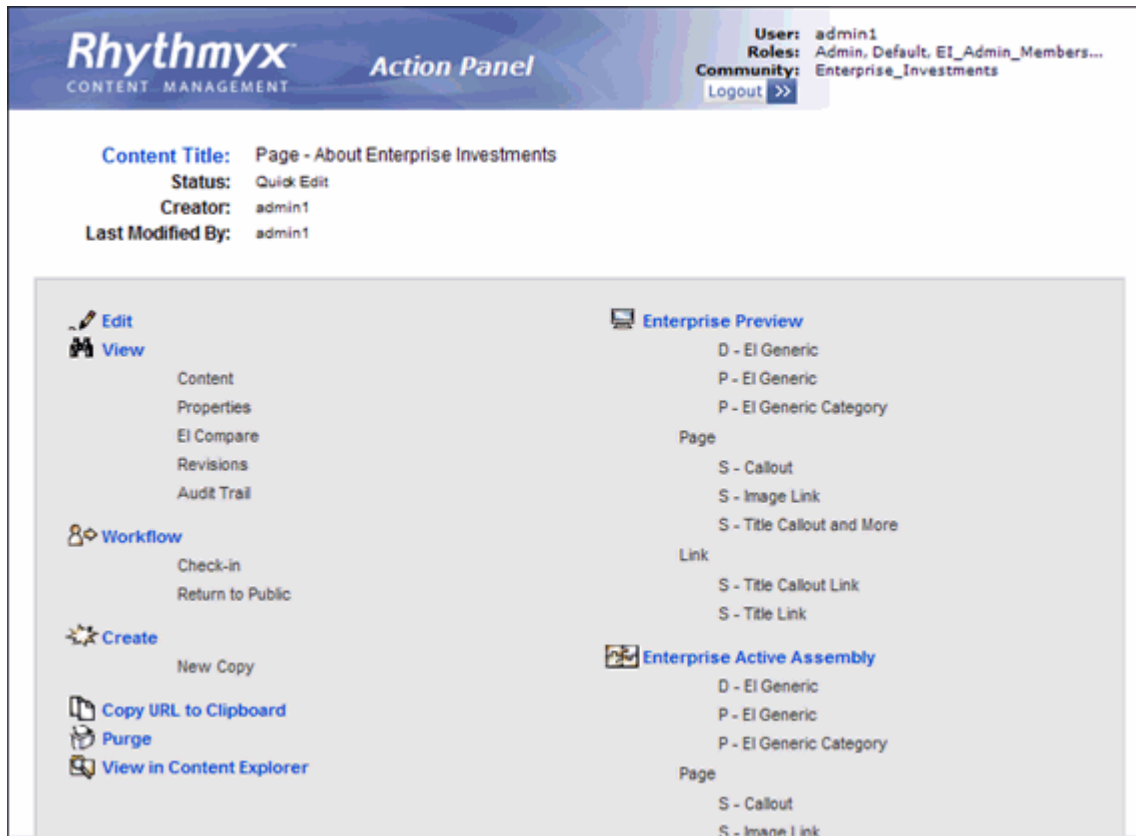 Rhythmyx
CONTENT MANAGEMENT
Action Panel
User: admin1
Roles: Admin, Default, EI_Admin_Members...
Community: Enterprise_Investments
Logout >>
Content Title: Page - About Enterprise Investments
Status: Quick Edit
Creator: admin1
Last Modified By: admin1
Edit
View
Content
Properties
EI Compare
Revisions
Audit Trail
Workflow
Check-in
Return to Public
Create
New Copy
Copy URL to Clipboard
Purge
View in Content Explorer
Enterprise Preview
D - EI Generic
P - EI Generic
P - EI Generic Category
Page
S - Callout
S - Image Link
S - Title Callout and More
Link
S - Title Callout Link
S - Title Link
Enterprise Active Assembly
D - EI Generic
P - EI Generic
P - EI Generic Category
Page
S - Callout
S - Image Link